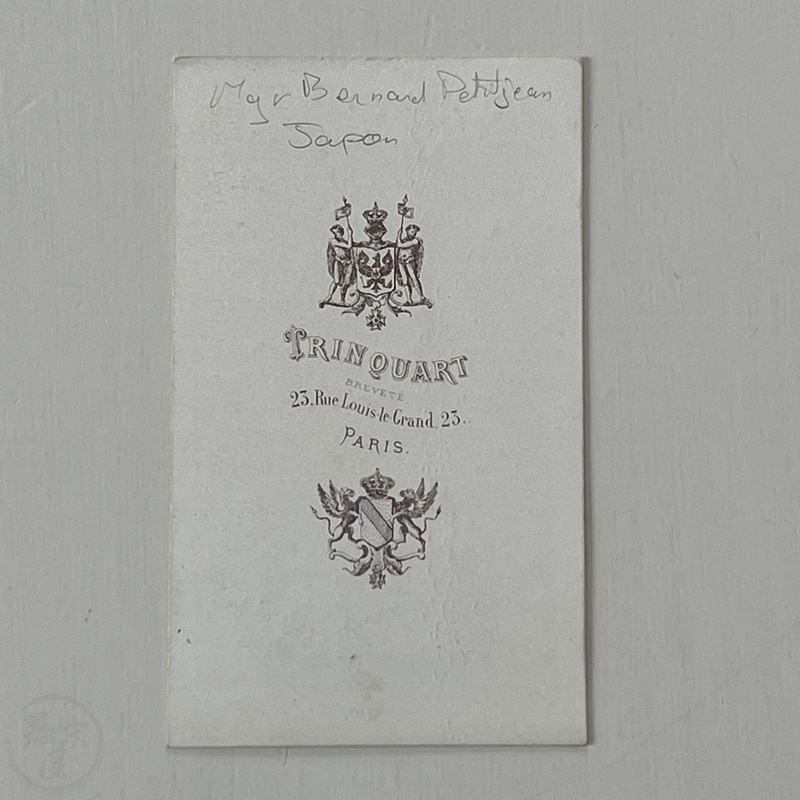 Mgr Bernard Petitjean
Japon
TRINQUART
BREVETÉ
23, Rue Louis-le-Grand, 23.
PARIS.